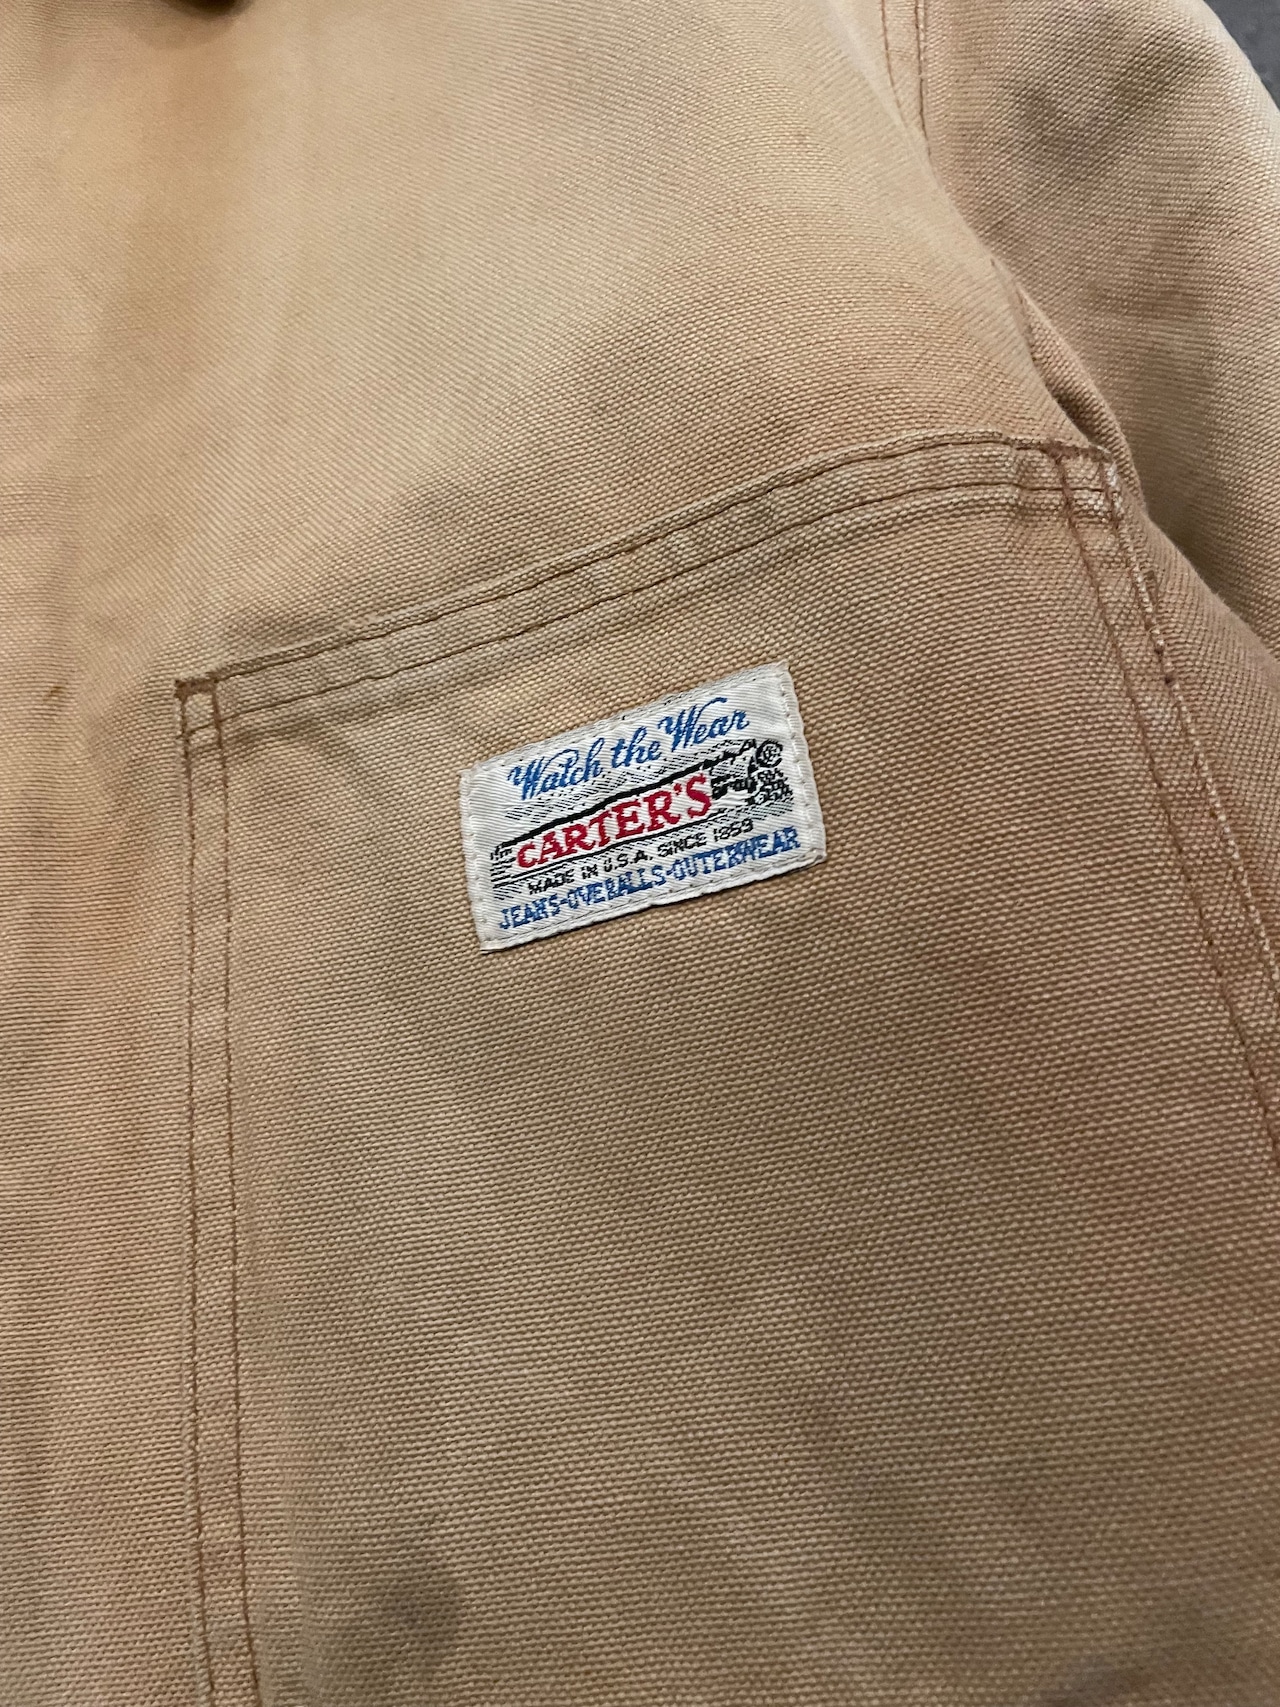 Watch the Wear
CARTER'S
MADE IN U.S.A. SINCE 1859
JEANS-OVERALLS-OUTERWEAR